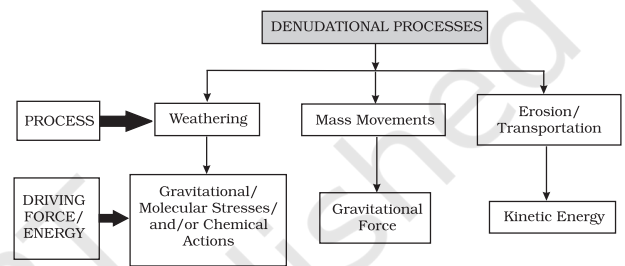 DENUDATIONAL PROCESSES
PROCESS
Weathering
Mass Movements
Erosion/
Transportation
DRIVING
FORCE/
ENERGY
Gravitational/
Molecular Stresses/
and/or Chemical
Actions
Gravitational
Force
Kinetic Energy